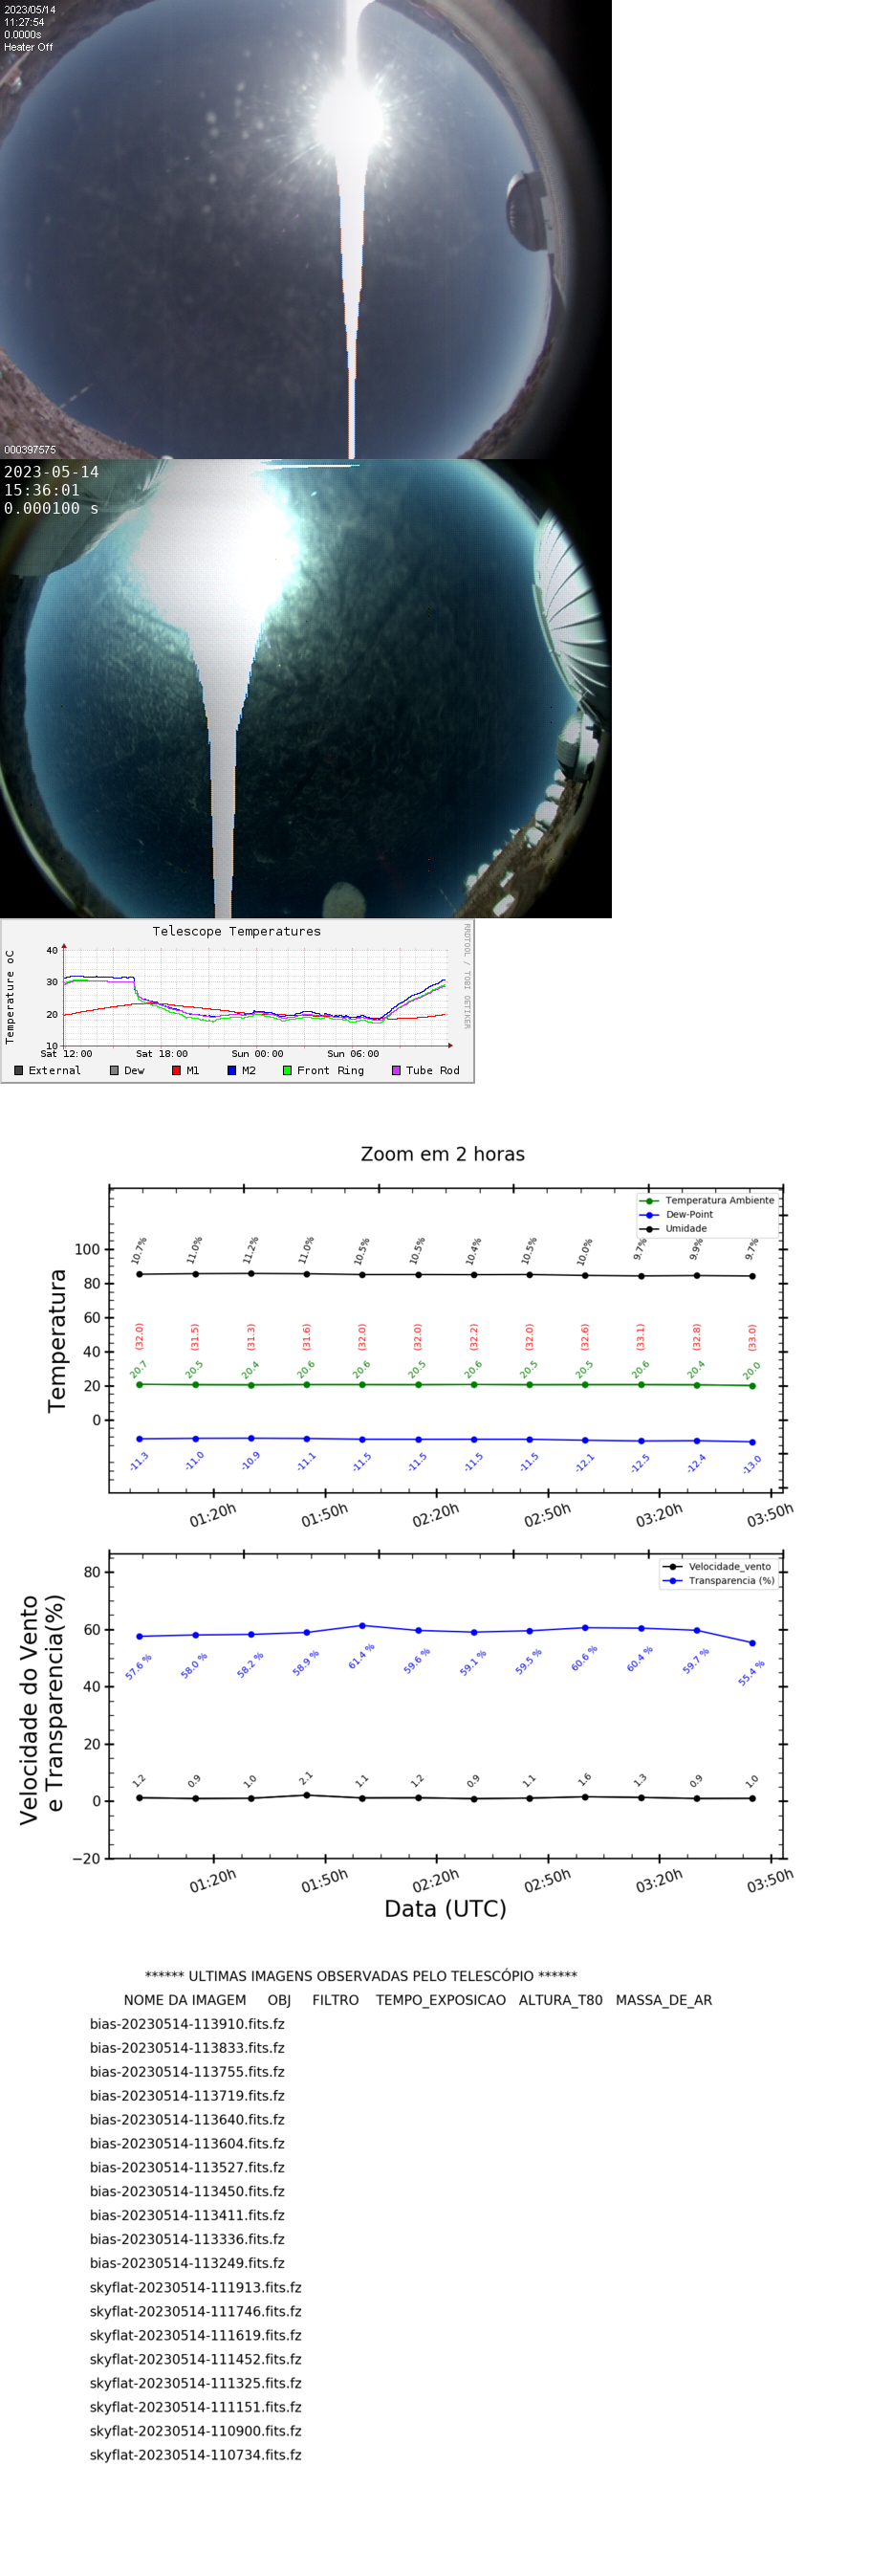 2023/05/14
11:27:54
0.0000s
Heater Off
000397575
2023-05-14
15:36:01
0.000100 s
Telescope Temperatures
RRDTOOL / TOBI OETIKER
Temperature oC
40
30
20
10
Sat 12:00 Sat 18:00 Sun 00:00 Sun 06:00
External Dew M1 M2 Front Ring Tube Rod
Zoom em 2 horas
Temperatura Ambiente
Dew-Point
Umidade
10.7% 11.0% 11.2% 11.0% 10.5% 10.5% 10.4% 10.5% 10.0% 9.7% 9.9% 9.7%
100
80
60
40
20
0
Temperatura
(32.0) (31.5) (31.3) (31.6) (32.0) (32.0) (32.2) (32.0) (32.6) (33.1) (32.8) (33.0)
20.7 20.5 20.4 20.6 20.6 20.5 20.6 20.5 20.5 20.6 20.4 20.0
-11.3 -11.0 -10.9 -11.1 -11.5 -11.5 -11.5 -11.5 -12.1 -12.5 -12.4 -13.0
01:20h 01:50h 02:20h 02:50h 03:20h 03:50h
Velocidade_vento
Transparencia (%)
80
60
40
20
0
−20
Velocidade do Vento
e Transparencia(%)
57.6 % 58.0 % 58.2 % 58.9 % 61.4 % 59.6 % 59.1 % 59.5 % 60.6 % 60.4 % 59.7 % 55.4 %
1.2 0.9 1.0 2.1 1.1 1.2 0.9 1.1 1.6 1.3 0.9 1.0
01:20h 01:50h 02:20h 02:50h 03:20h 03:50h
Data (UTC)
****** ULTIMAS IMAGENS OBSERVADAS PELO TELESCÓPIO ******
NOME DA IMAGEM OBJ FILTRO TEMPO_EXPOSICAO ALTURA_T80 MASSA_DE_AR
bias-20230514-113910.fits.fz
bias-20230514-113833.fits.fz
bias-20230514-113755.fits.fz
bias-20230514-113719.fits.fz
bias-20230514-113640.fits.fz
bias-20230514-113604.fits.fz
bias-20230514-113527.fits.fz
bias-20230514-113450.fits.fz
bias-20230514-113411.fits.fz
bias-20230514-113336.fits.fz
bias-20230514-113249.fits.fz
skyflat-20230514-111913.fits.fz
skyflat-20230514-111746.fits.fz
skyflat-20230514-111619.fits.fz
skyflat-20230514-111452.fits.fz
skyflat-20230514-111325.fits.fz
skyflat-20230514-111151.fits.fz
skyflat-20230514-110900.fits.fz
skyflat-20230514-110734.fits.fz